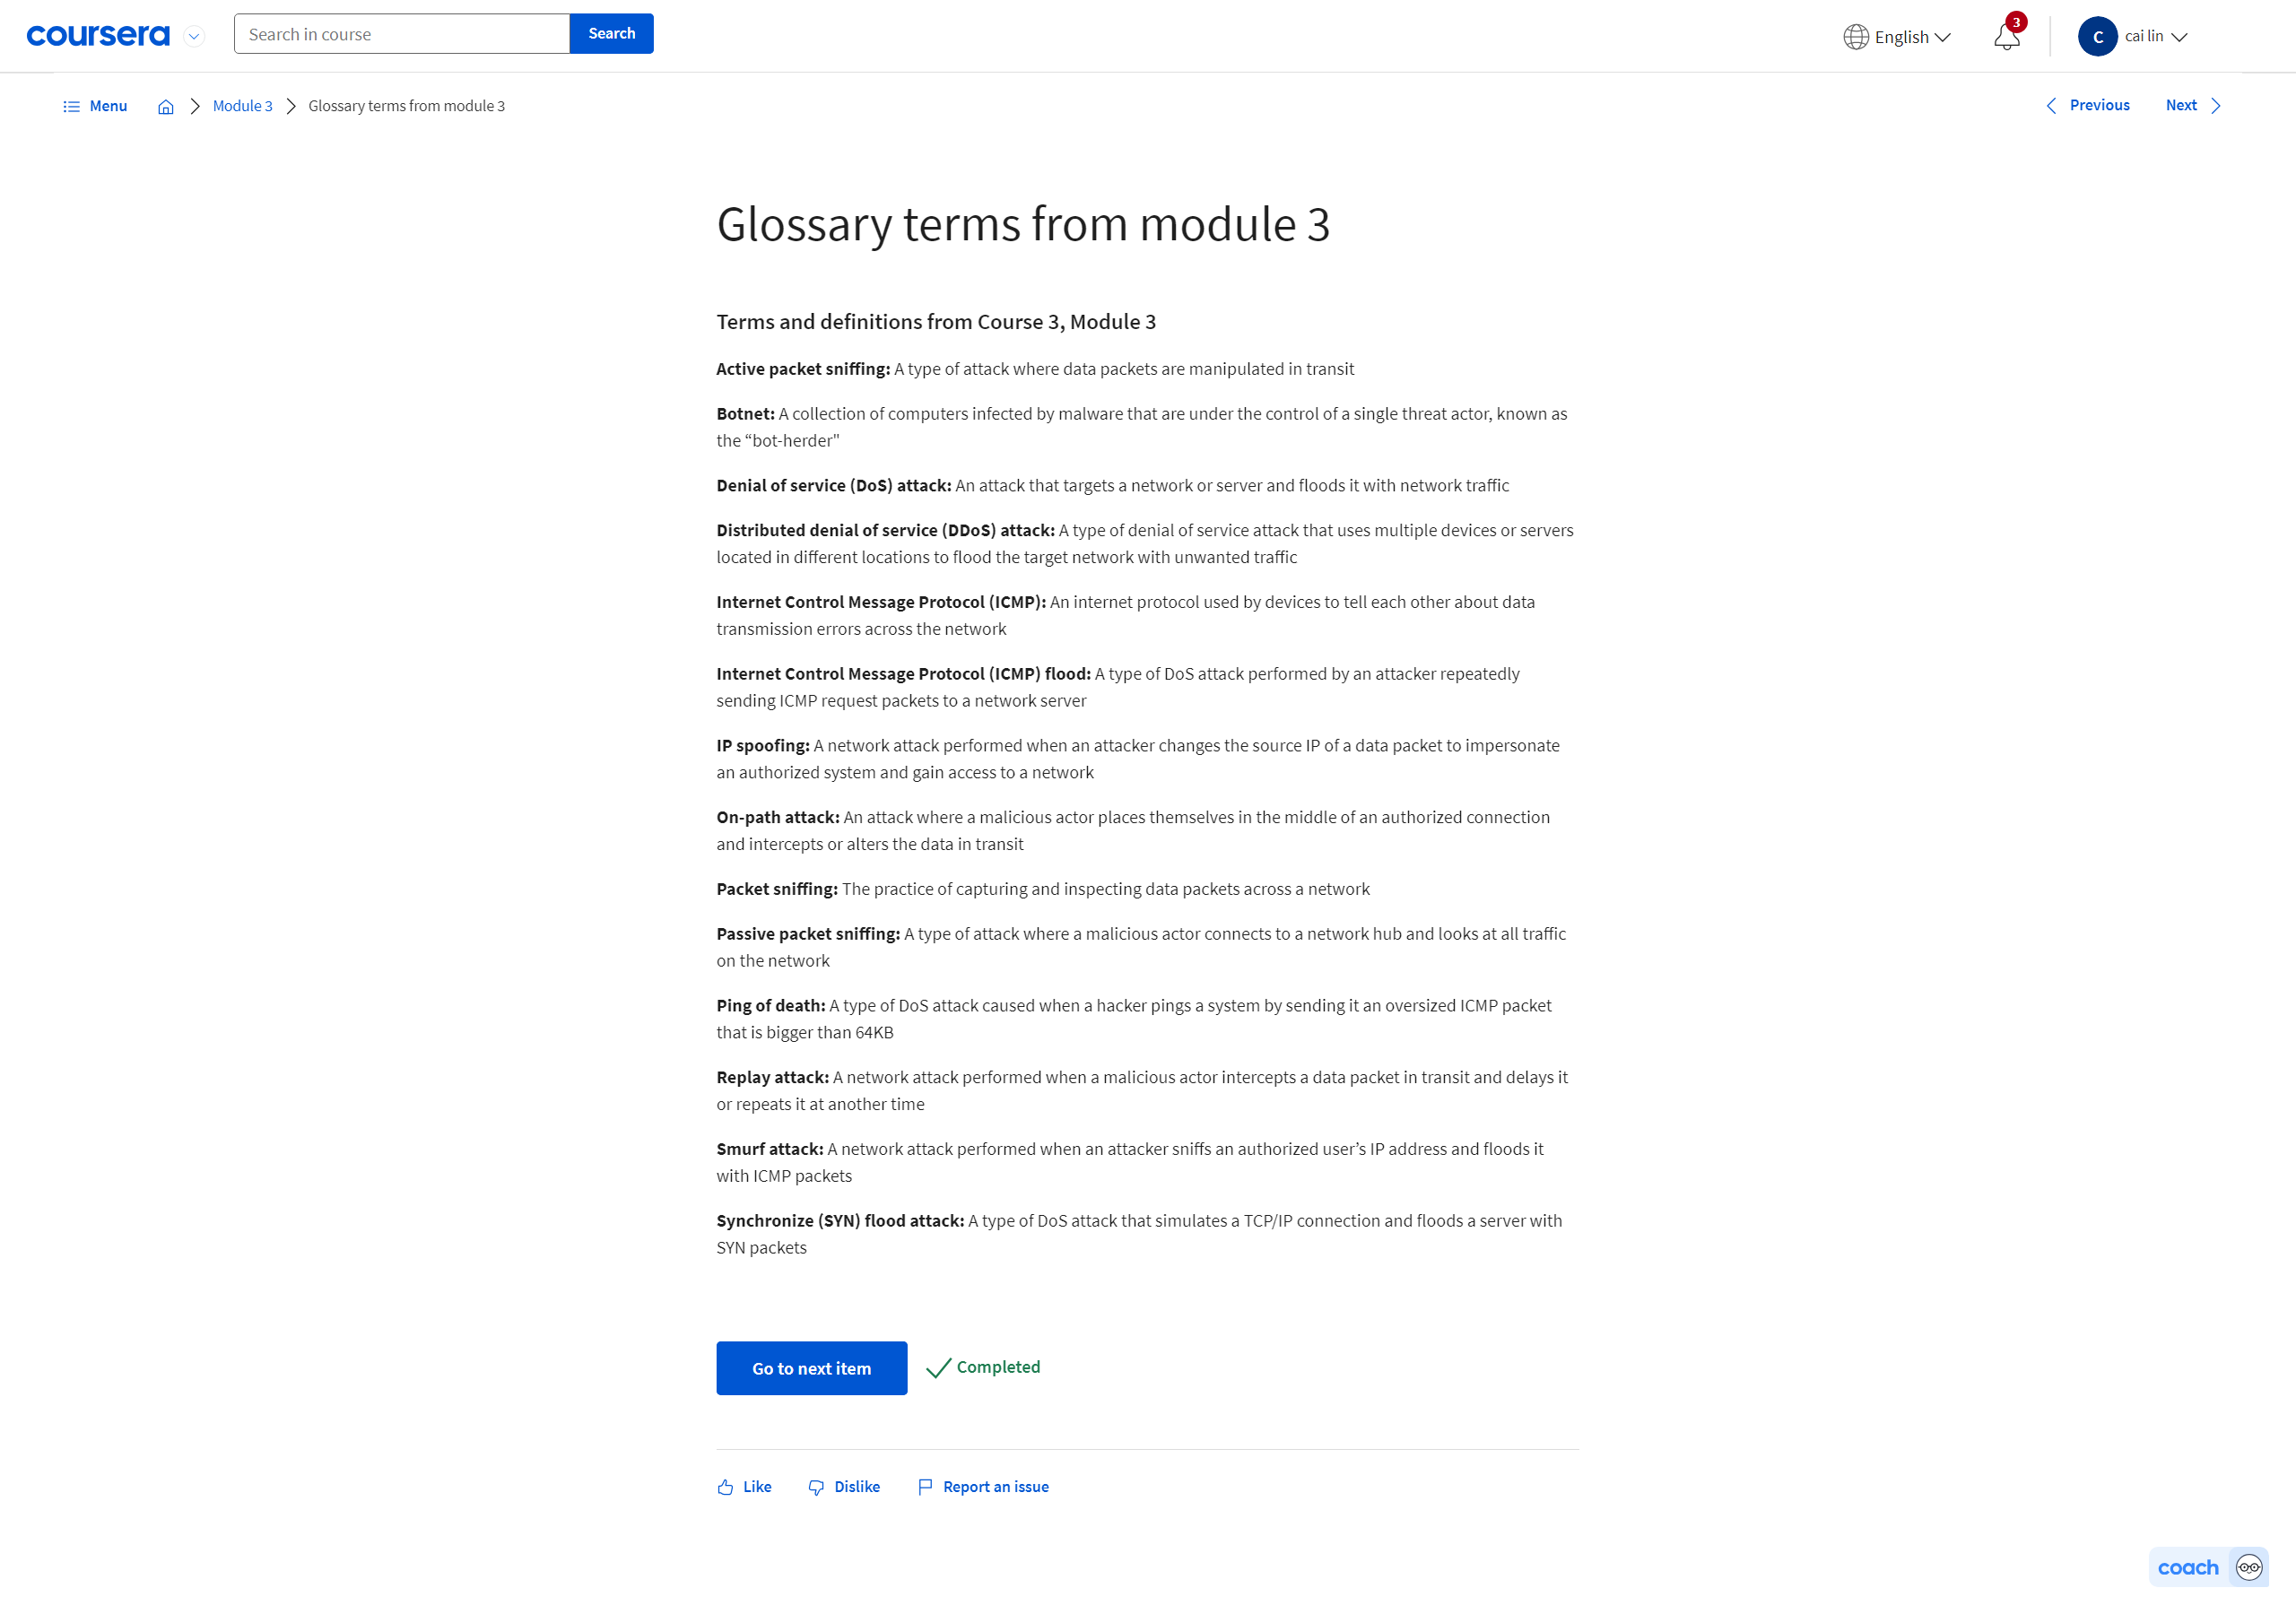 coursera
Search in course
Search
English
3
C
cai lin
Menu
Module 3
Glossary terms from module 3
Previous
Next
Glossary terms from module 3
Terms and definitions from Course 3, Module 3
Active packet sniffing: A type of attack where data packets are manipulated in transit
Botnet: A collection of computers infected by malware that are under the control of a single threat actor, known as
the “bot-herder"
Denial of service (DoS) attack: An attack that targets a network or server and floods it with network traffic
Distributed denial of service (DDoS) attack: A type of denial of service attack that uses multiple devices or servers
located in different locations to flood the target network with unwanted traffic
Internet Control Message Protocol (ICMP): An internet protocol used by devices to tell each other about data
transmission errors across the network
Internet Control Message Protocol (ICMP) flood: A type of DoS attack performed by an attacker repeatedly
sending ICMP request packets to a network server
IP spoofing: A network attack performed when an attacker changes the source IP of a data packet to impersonate
an authorized system and gain access to a network
On-path attack: An attack where a malicious actor places themselves in the middle of an authorized connection
and intercepts or alters the data in transit
Packet sniffing: The practice of capturing and inspecting data packets across a network
Passive packet sniffing: A type of attack where a malicious actor connects to a network hub and looks at all traffic
on the network
Ping of death: A type of DoS attack caused when a hacker pings a system by sending it an oversized ICMP packet
that is bigger than 64KB
Replay attack: A network attack performed when a malicious actor intercepts a data packet in transit and delays it
or repeats it at another time
Smurf attack: A network attack performed when an attacker sniffs an authorized user’s IP address and floods it
with ICMP packets
Synchronize (SYN) flood attack: A type of DoS attack that simulates a TCP/IP connection and floods a server with
SYN packets
Go to next item
Completed
Like
Dislike
Report an issue
coach